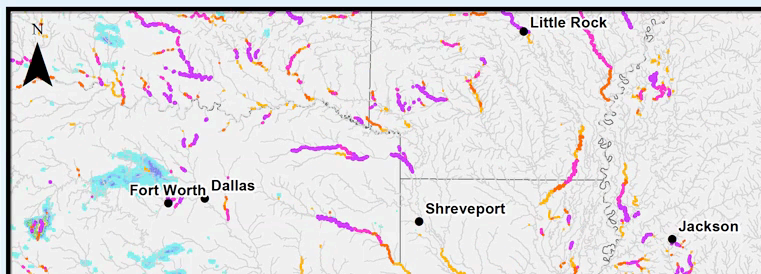 Little Rock
N
Fort Worth
Dallas
Shreveport
Jackson